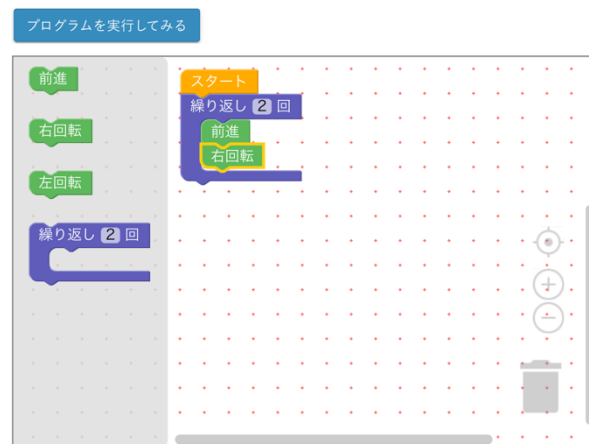 プログラムを実行してみる
前進
右回転
左回転
繰り返し 2 回
スタート
繰り返し 2 回
前進
右回転